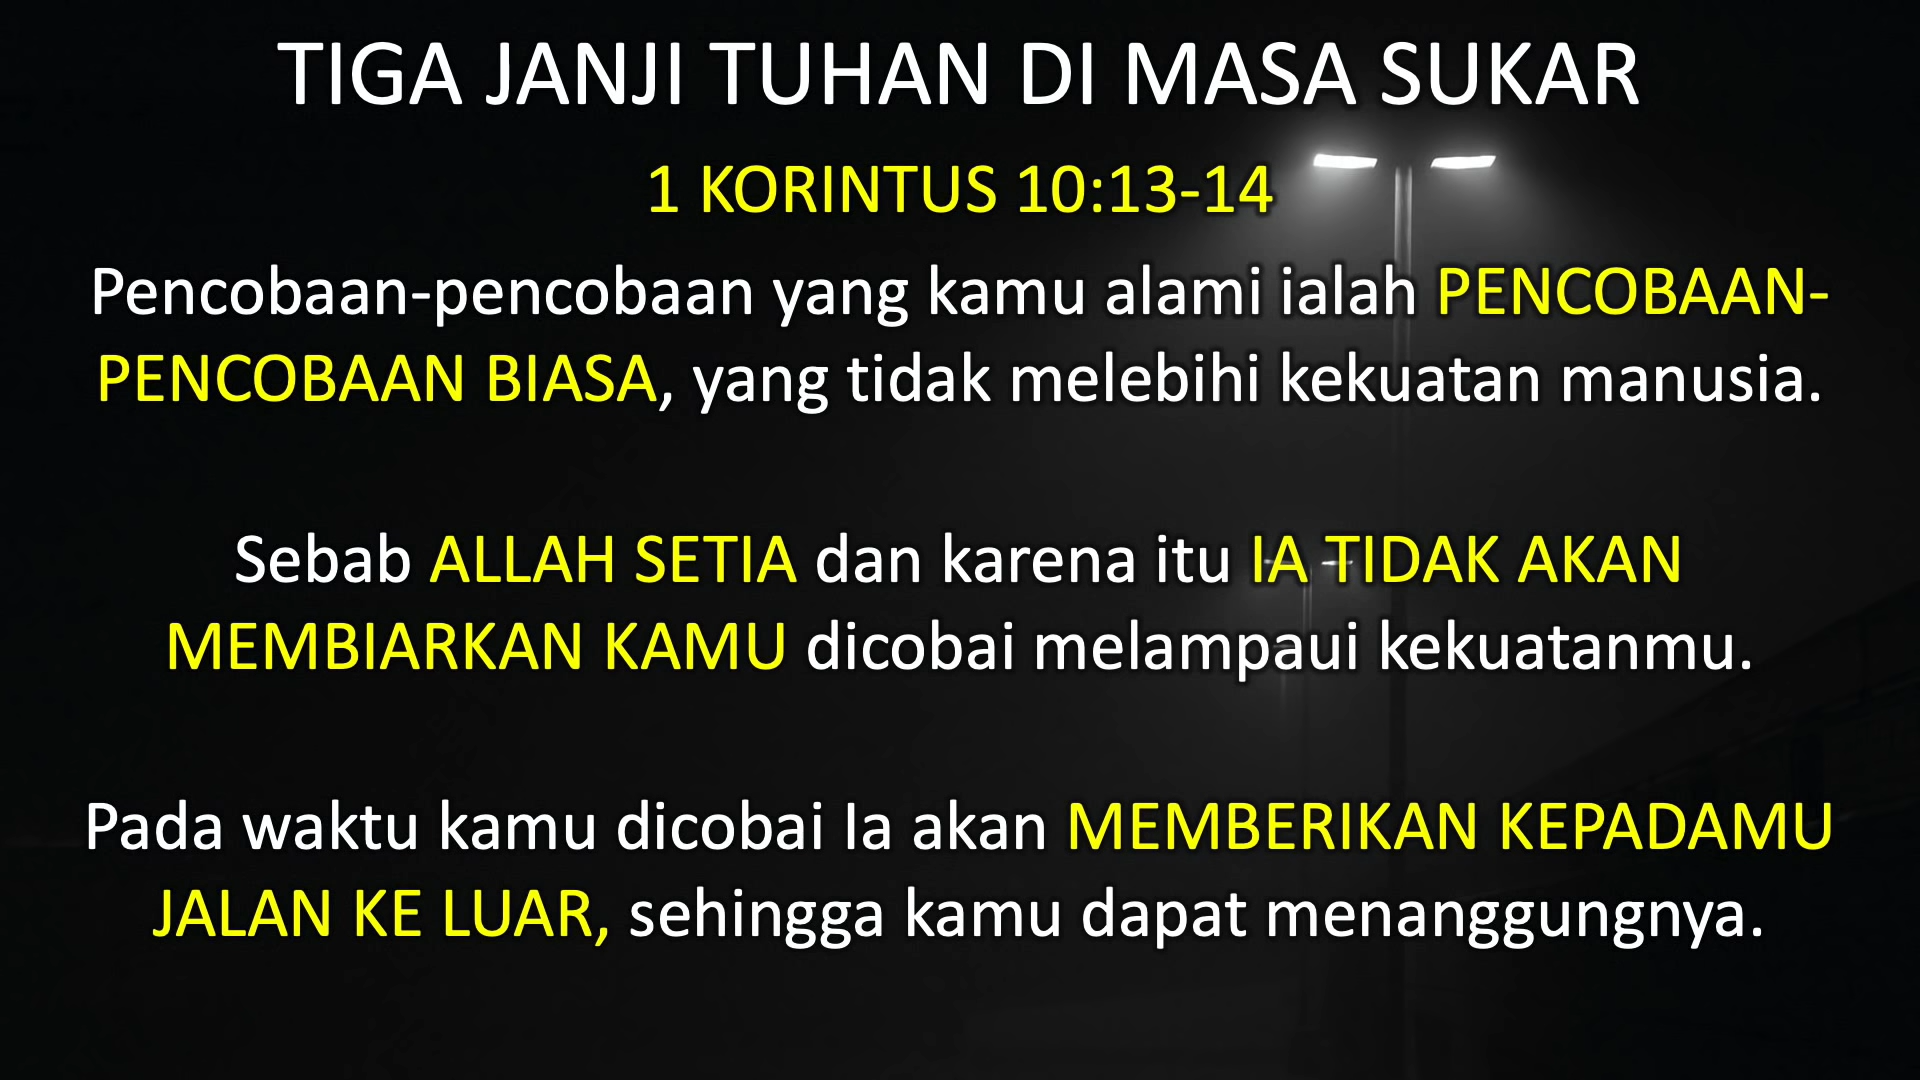 TIGA JANJI TUHAN DI MASA SUKAR
1 KORINTUS 10:13-14
Pencobaan-pencobaan yang kamu alami ialah PENCOBAAN-
PENCOBAAN BIASA, yang tidak melebihi kekuatan manusia.
Sebab ALLAH SETIA dan karena itu IA TIDAK AKAN
MEMBIARKAN KAMU dicobai melampaui kekuatanmu.
Pada waktu kamu dicobai Ia akan MEMBERIKAN KEPADAMU
JALAN KE LUAR, sehingga kamu dapat menanggungnya.